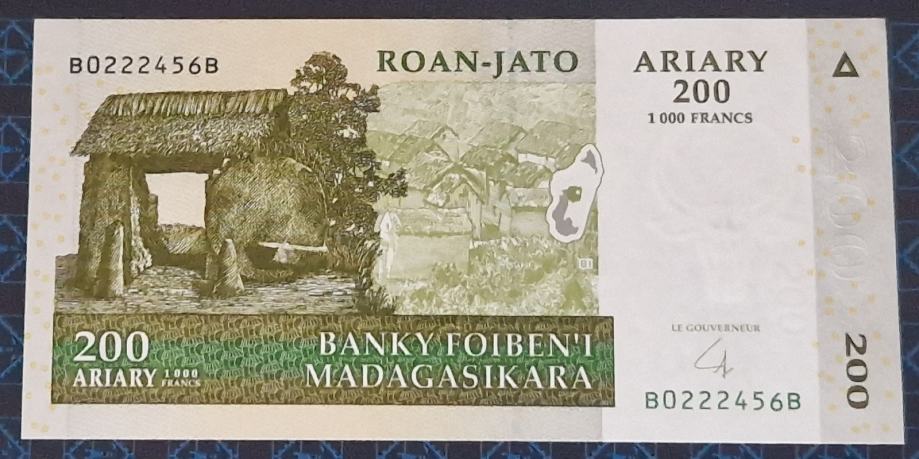 B0222456B
ROAN-JATO
ARIARY
200
1 000 FRANCS
200
200
ARIARY 1 000 FRANCS
BANKY FOIBEN'I
MADAGASIKARA
LE GOUVERNEUR
B0222456B
200